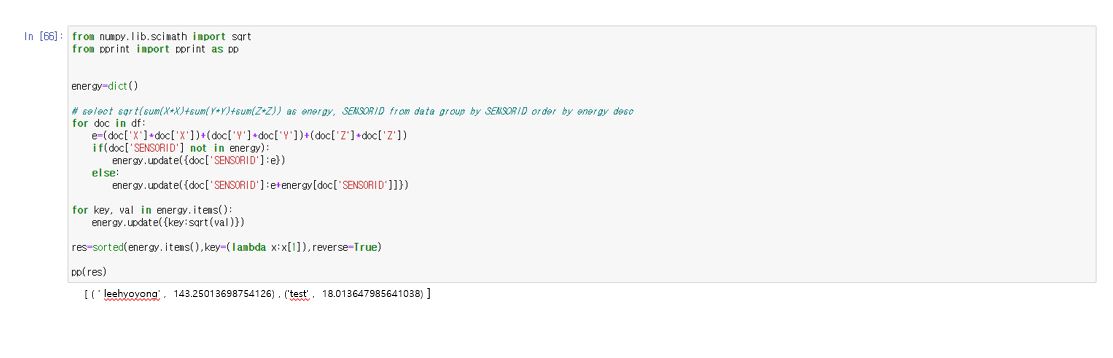 In [66]:
from numpy.lib.scimath import sqrt
from pprint import pprint as pp
energy=dict()
# select sqrt(sum(X*X)+sum(Y*Y)+sum(Z*Z)) as energy, SENSORID from data group by SENSORID order by energy desc
for doc in df:
    e=(doc['X']*doc['X'])+(doc['Y']*doc['Y'])+(doc['Z']*doc['Z'])
    if(doc['SENSORID'] not in energy):
        energy.update({doc['SENSORID']:e})
    else:
        energy.update({doc['SENSORID']:e+energy[doc['SENSORID']]})
for key, val in energy.items():
    energy.update({key:sqrt(val)})
res=sorted(energy.items(),key=(lambda x:x[1]),reverse=True)
pp(res)
[ ( ' leehyoyong' , 143.25013698754126) , ('test' , 18.013647985641038) ]